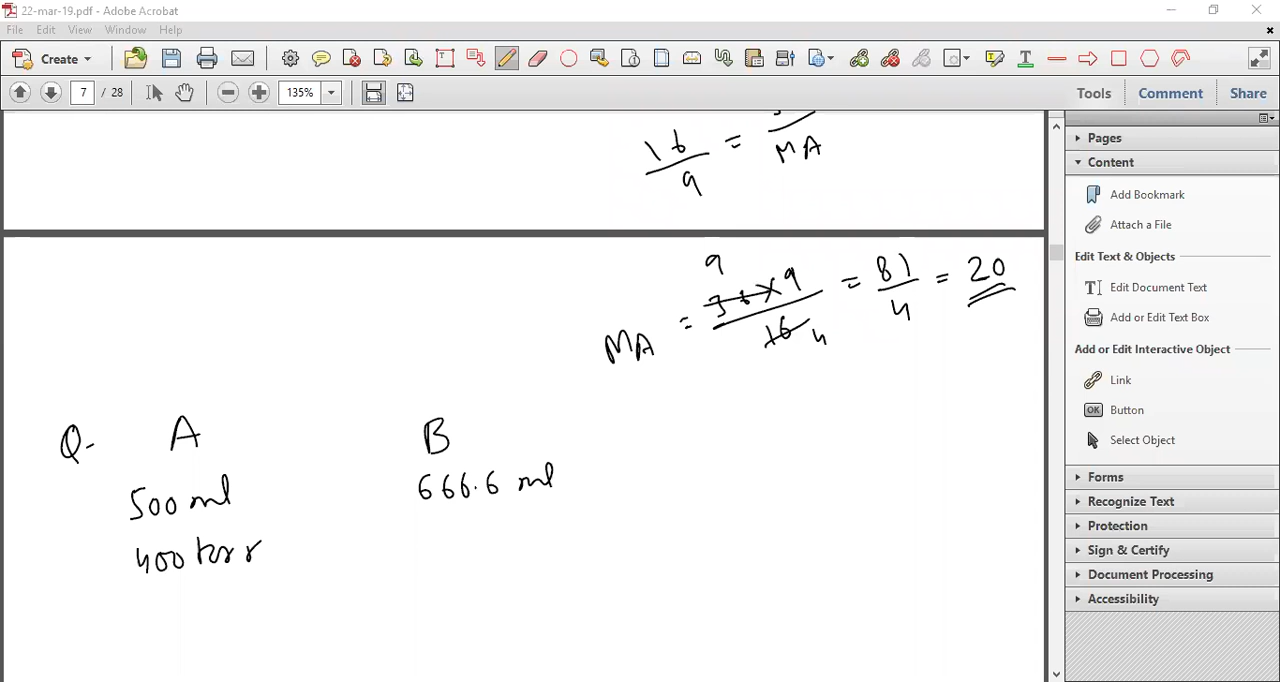 22-mar-19.pdf - Adobe Acrobat
File Edit View Window Help
Create
7 / 28 135% Tools Comment Share
16/9 = /MA
MA = 36×9/16 = 81/4 = 20
9
4
Q. A B
500 ml 666.6 ml
400 torr
Pages
Content
Add Bookmark
Attach a File
Edit Text & Objects
Edit Document Text
Add or Edit Text Box
Add or Edit Interactive Object
Link
OK Button
Select Object
Forms
Recognize Text
Protection
Sign & Certify
Document Processing
Accessibility